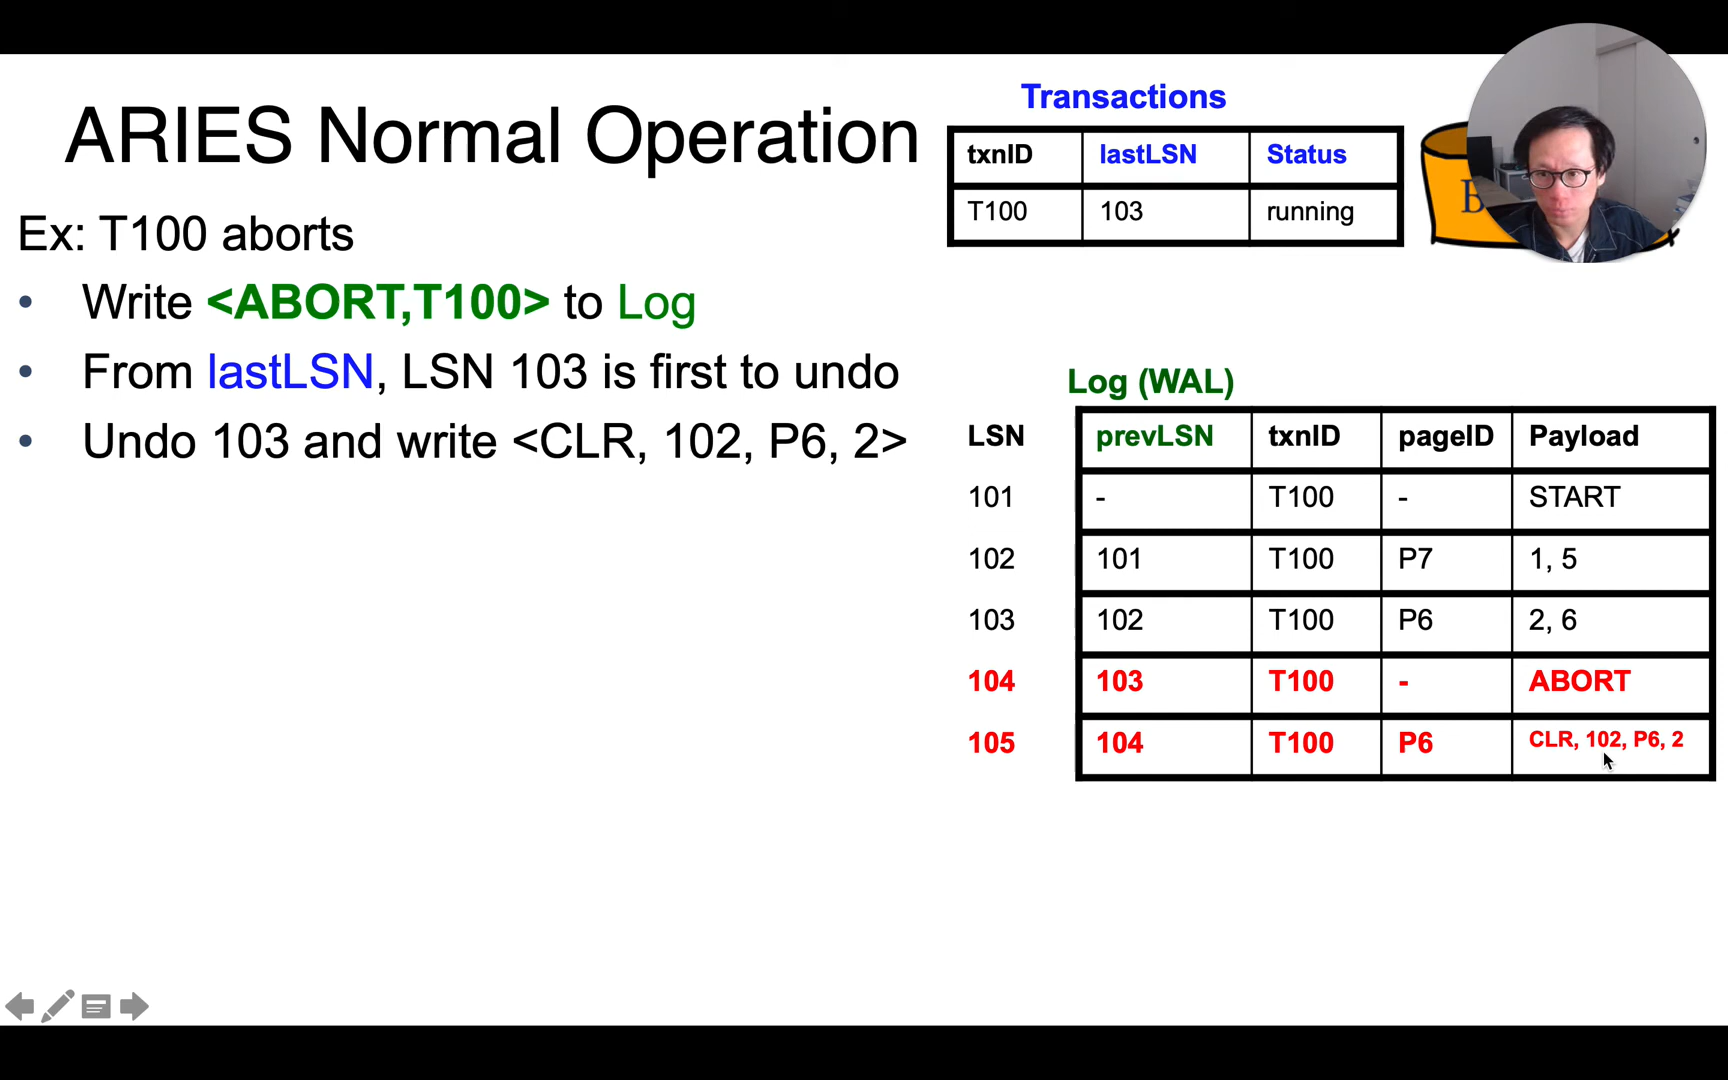 ARIES Normal Operation
Ex: T100 aborts
• Write <ABORT,T100> to Log
• From lastLSN, LSN 103 is first to undo
• Undo 103 and write <CLR, 102, P6, 2>
Transactions
txnID lastLSN Status
T100 103 running
Log (WAL)
LSN prevLSN txnID pageID Payload
101 - T100 - START
102 101 T100 P7 1, 5
103 102 T100 P6 2, 6
104 103 T100 - ABORT
105 104 T100 P6 CLR, 102, P6, 2